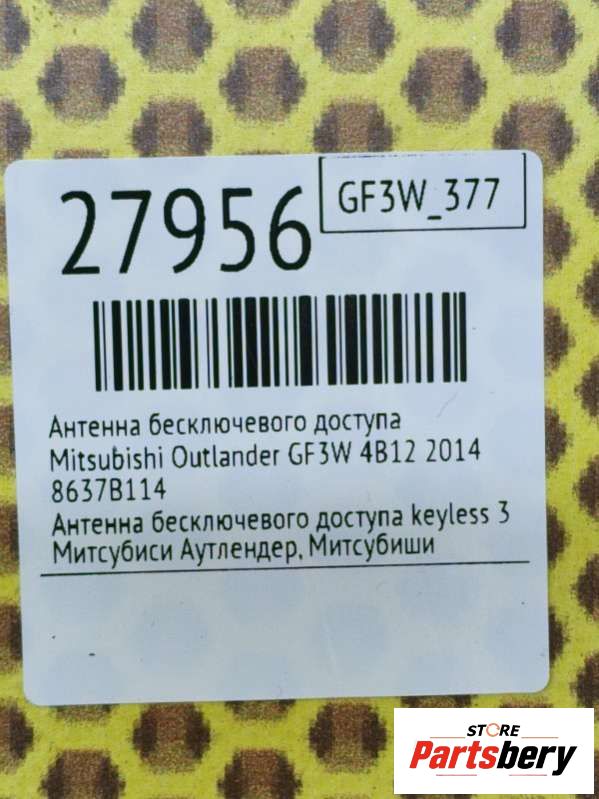 27956
GF3W_377
Антенна бесключевого доступа
Mitsubishi Outlander GF3W 4B12 2014
8637B114
Антенна бесключевого доступа keyless 3
Митсубиси Аутлендер, Митсубиши
STORE
Partsbery